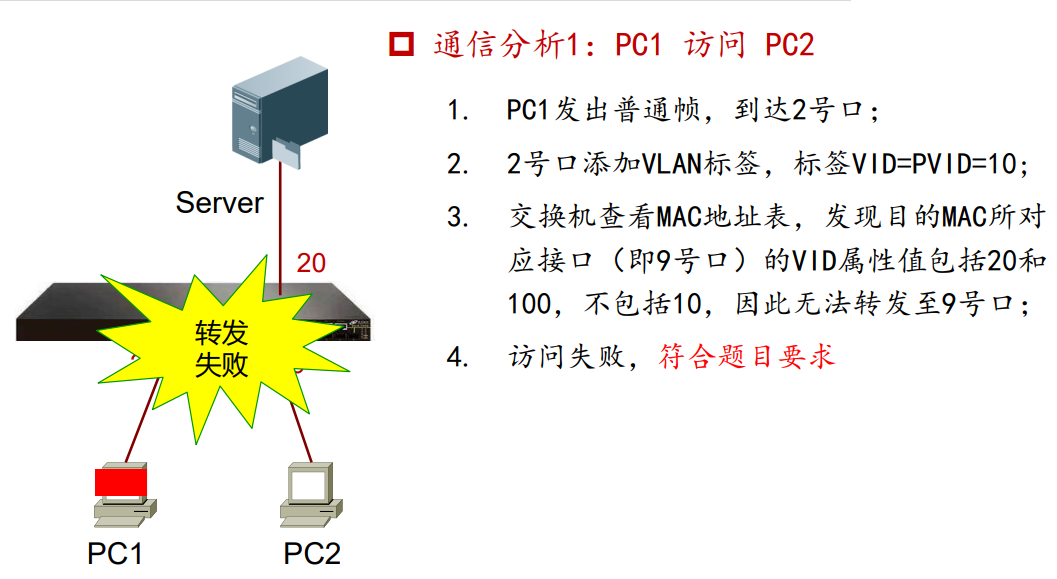 通信分析1：PC1 访问 PC2
1. PC1发出普通帧，到达2号口；
2. 2号口添加VLAN标签，标签VID=PVID=10；
3. 交换机查看MAC地址表，发现目的MAC所对
应接口（即9号口）的VID属性值包括20和
100，不包括10，因此无法转发至9号口；
4. 访问失败，符合题目要求
Server
20
转发
失败
PC1
PC2